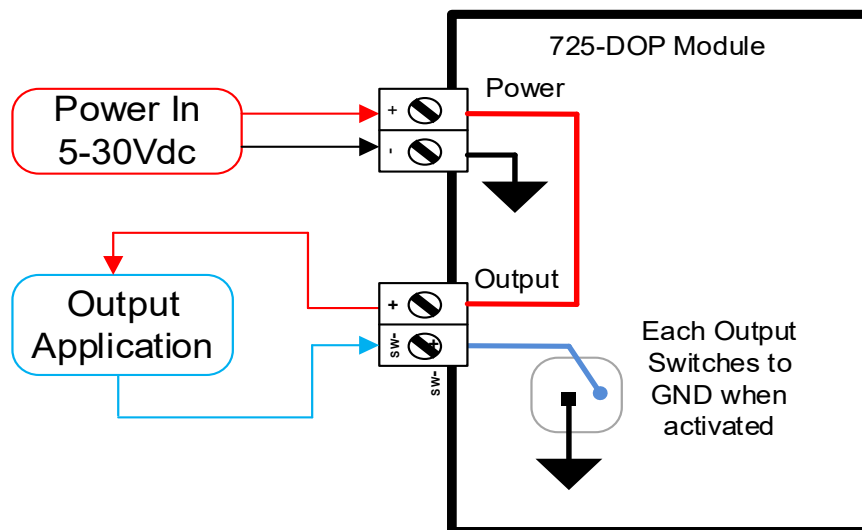 725-DOP Module
Power
Power In
5-30Vdc
+
-
Output
Output
Application
+
sw-
+
sw-
Each Output
Switches to
GND when
activated